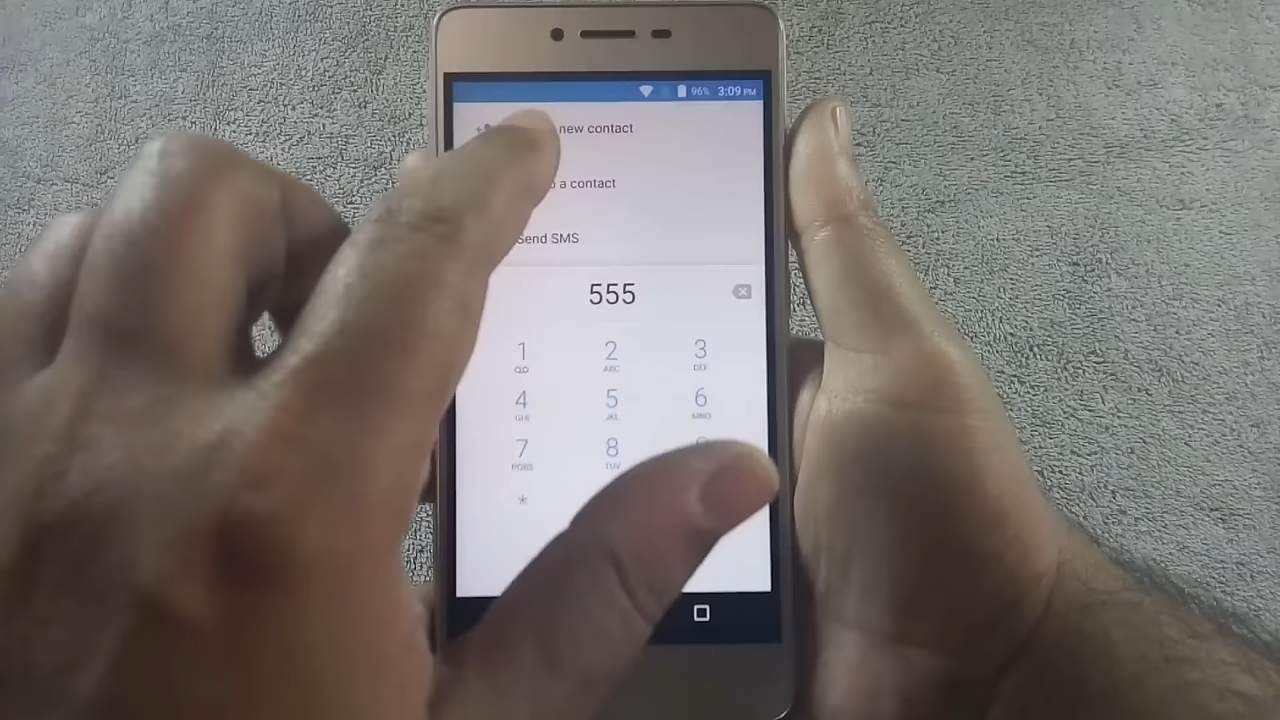 96% 3:09 PM
new contact
a contact
Send SMS
555
1 2 3
ABC DEF
4 5 6
GHI JKL MNO
7 8
PQRS TUV
*